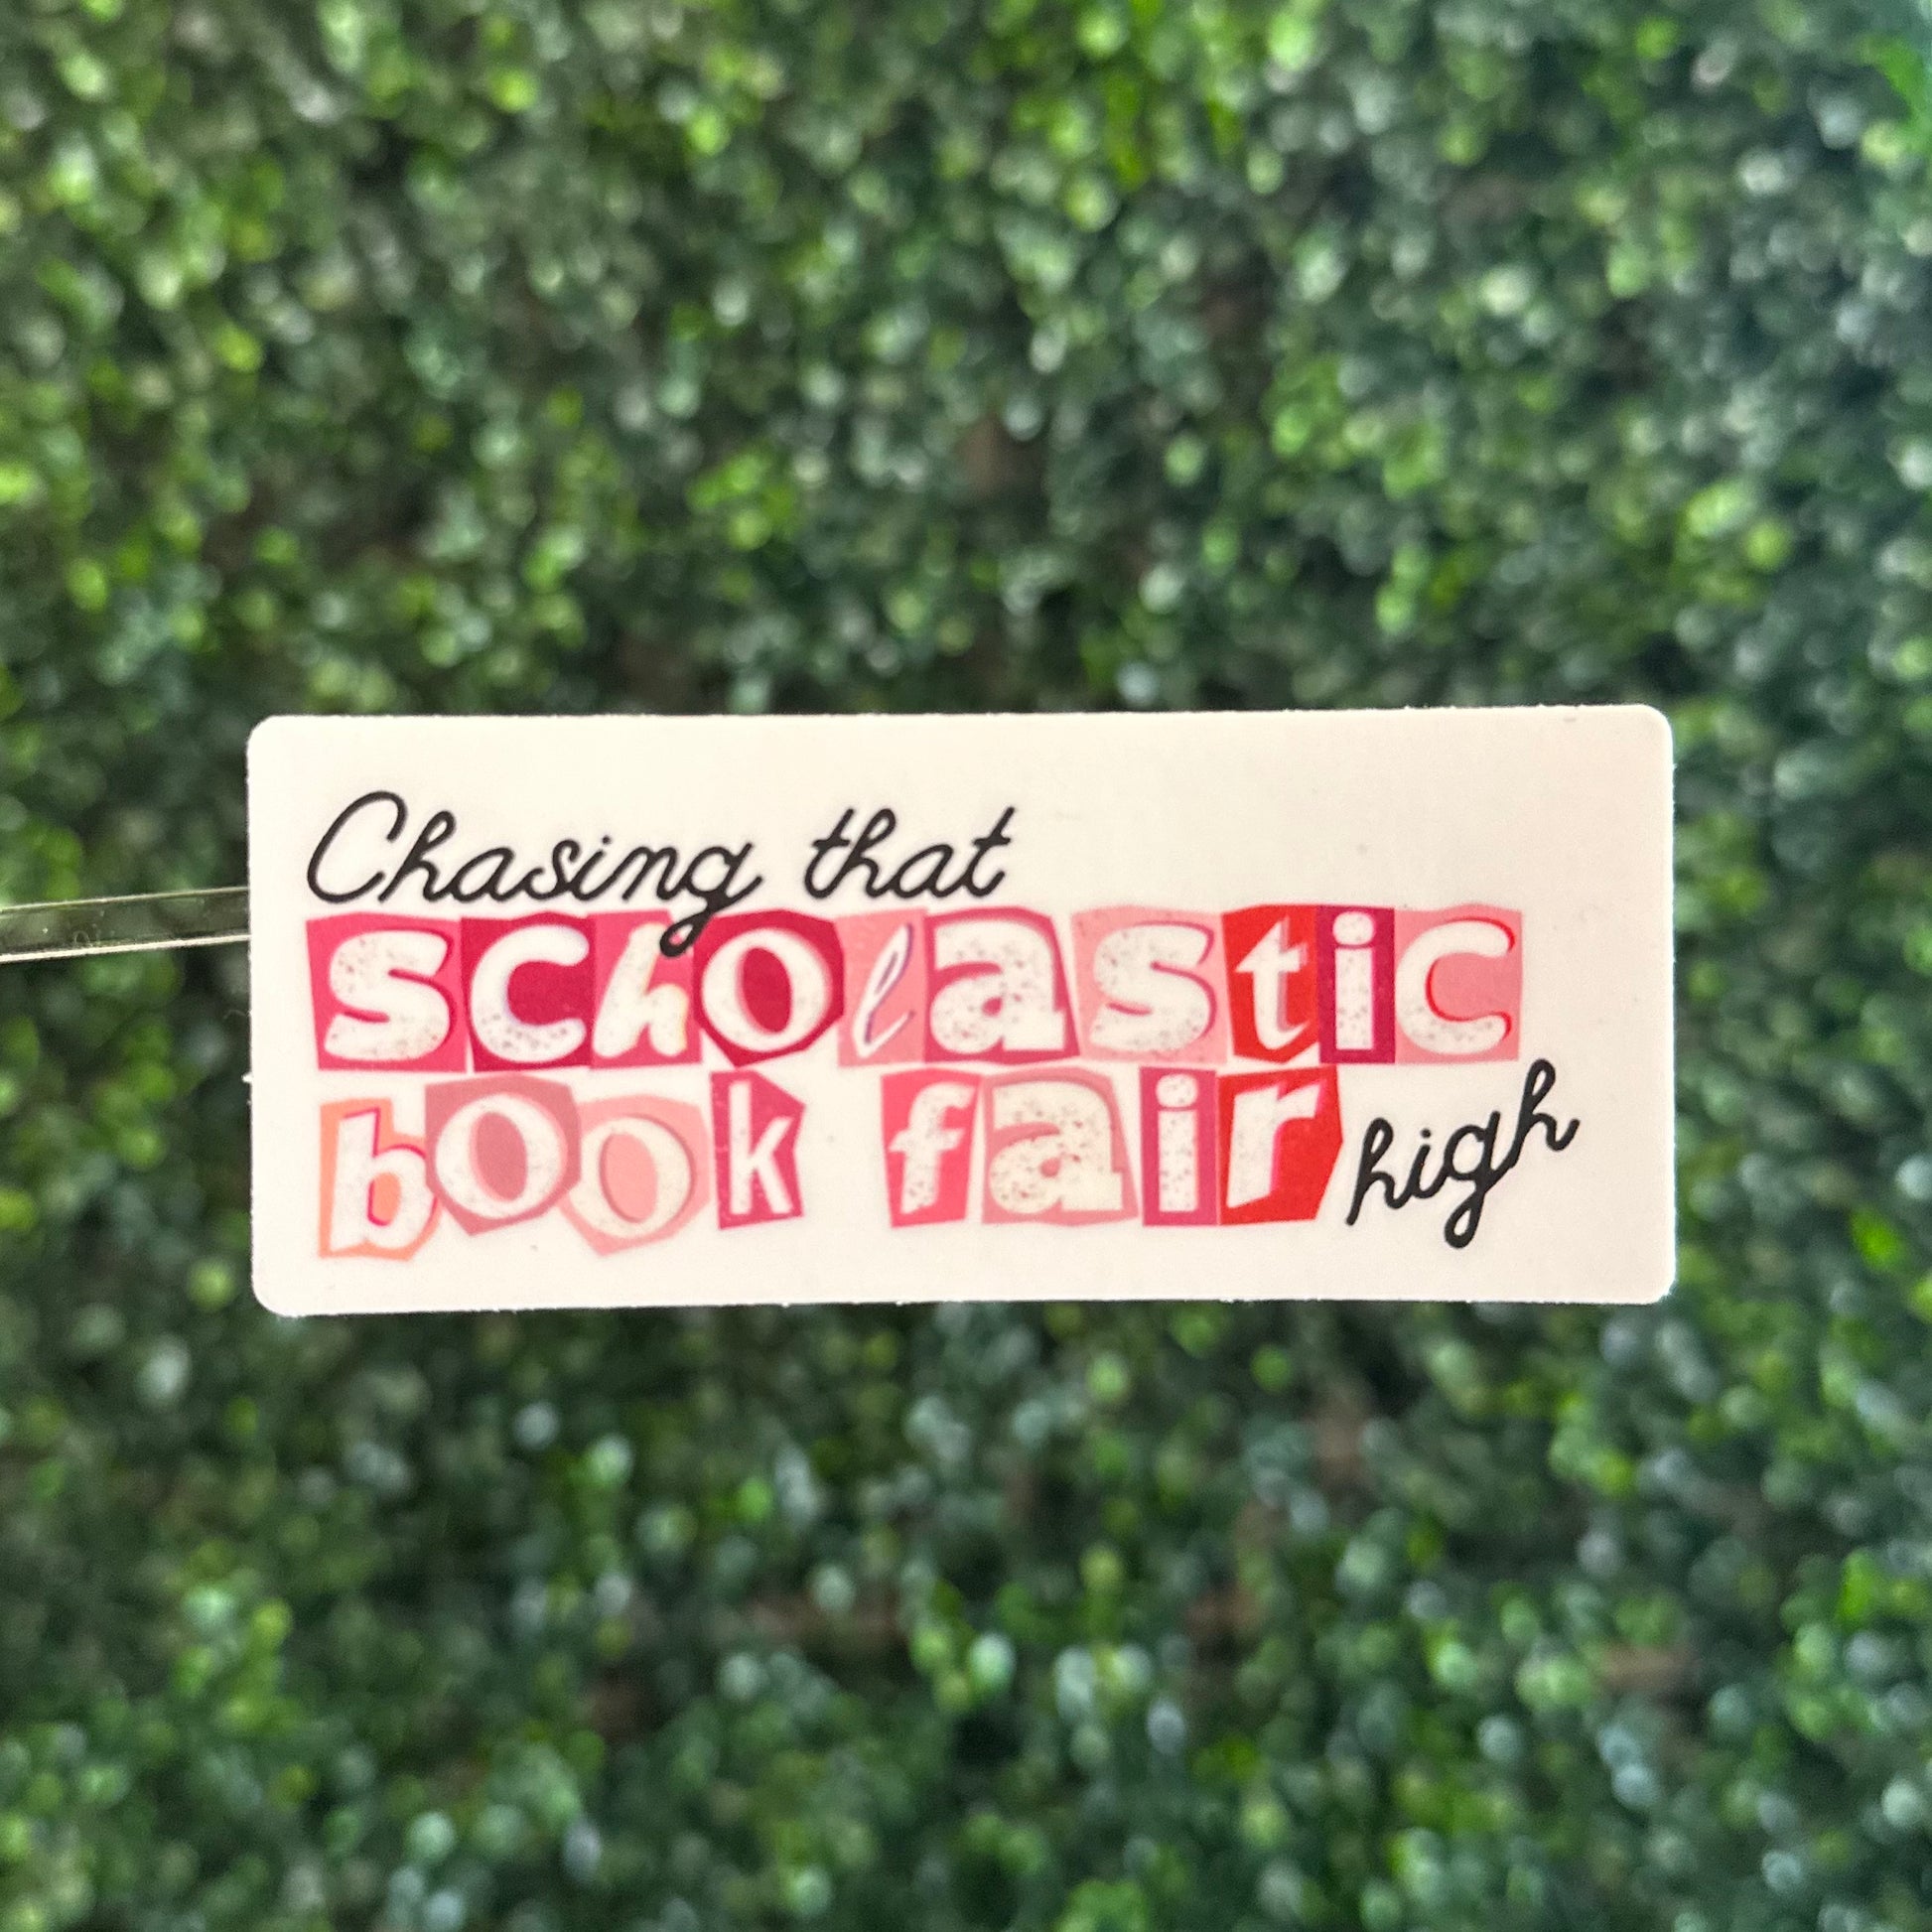 Chasing that
scholastic
book fair high